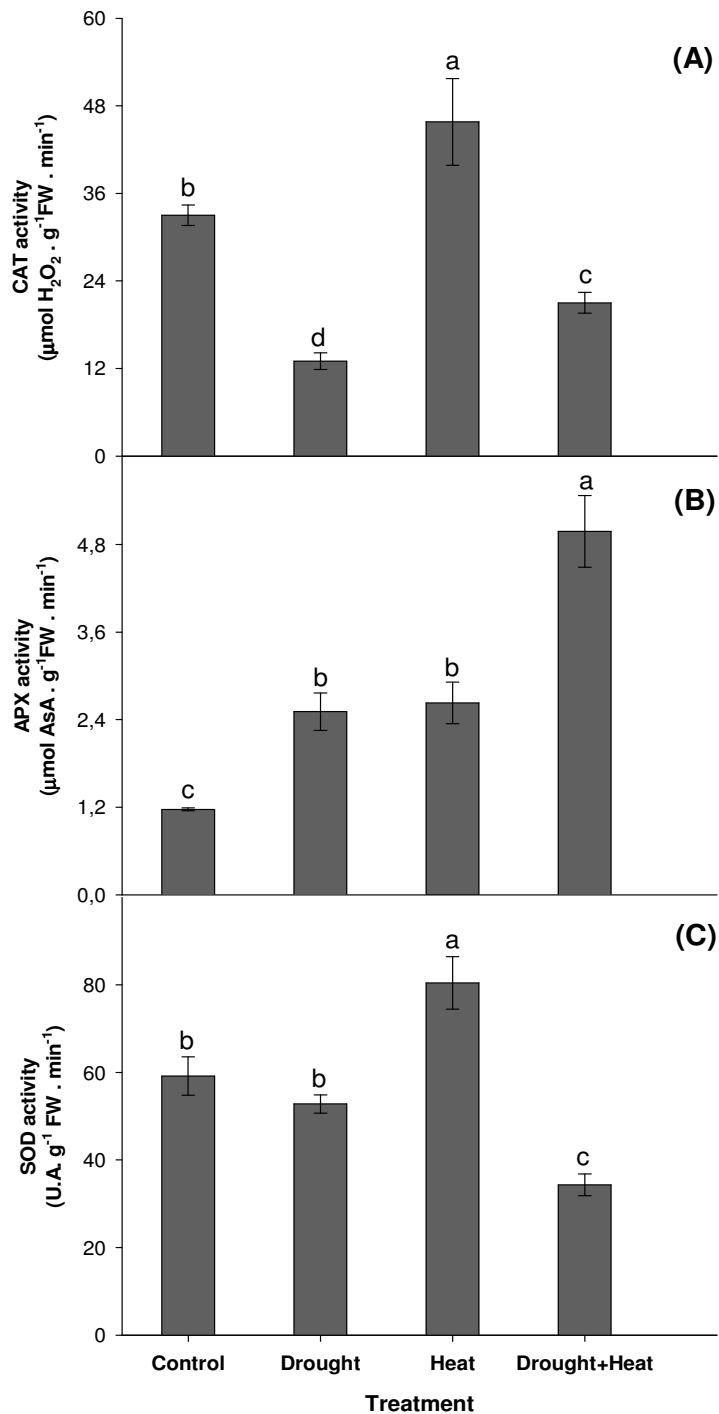 (A)
CAT activity
(μmol H₂O₂ . g⁻¹FW . min⁻¹)
60
48
36
24
12
0
b
d
a
c
(B)
APX activity
(μmol AsA . g⁻¹FW . min⁻¹)
4,8
3,6
2,4
1,2
0,0
c
b
b
a
(C)
SOD activity
(U.A. g⁻¹ FW . min⁻¹)
80
60
40
20
0
b
b
a
c
Control Drought Heat Drought+Heat
Treatment